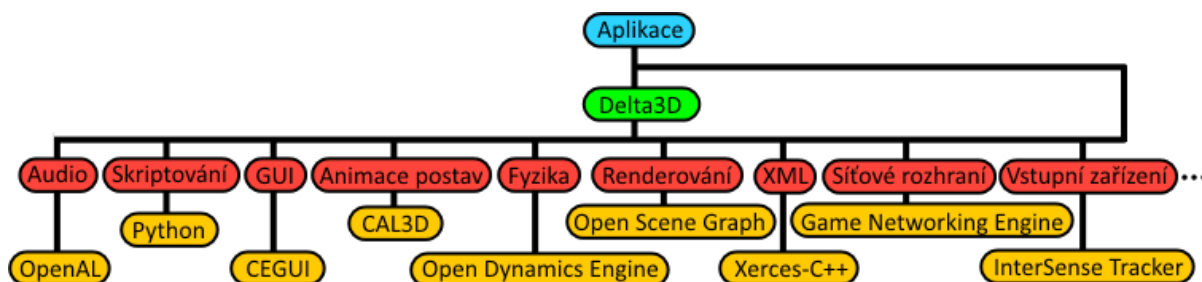 Aplikace
Delta3D
Audio
Skriptování
GUI
Animace postav
Fyzika
Renderování
XML
Síťové rozhraní
Vstupní zařízení
...
Python
CAL3D
Open Scene Graph
Game Networking Engine
OpenAL
CEGUI
Open Dynamics Engine
Xerces-C++
InterSense Tracker